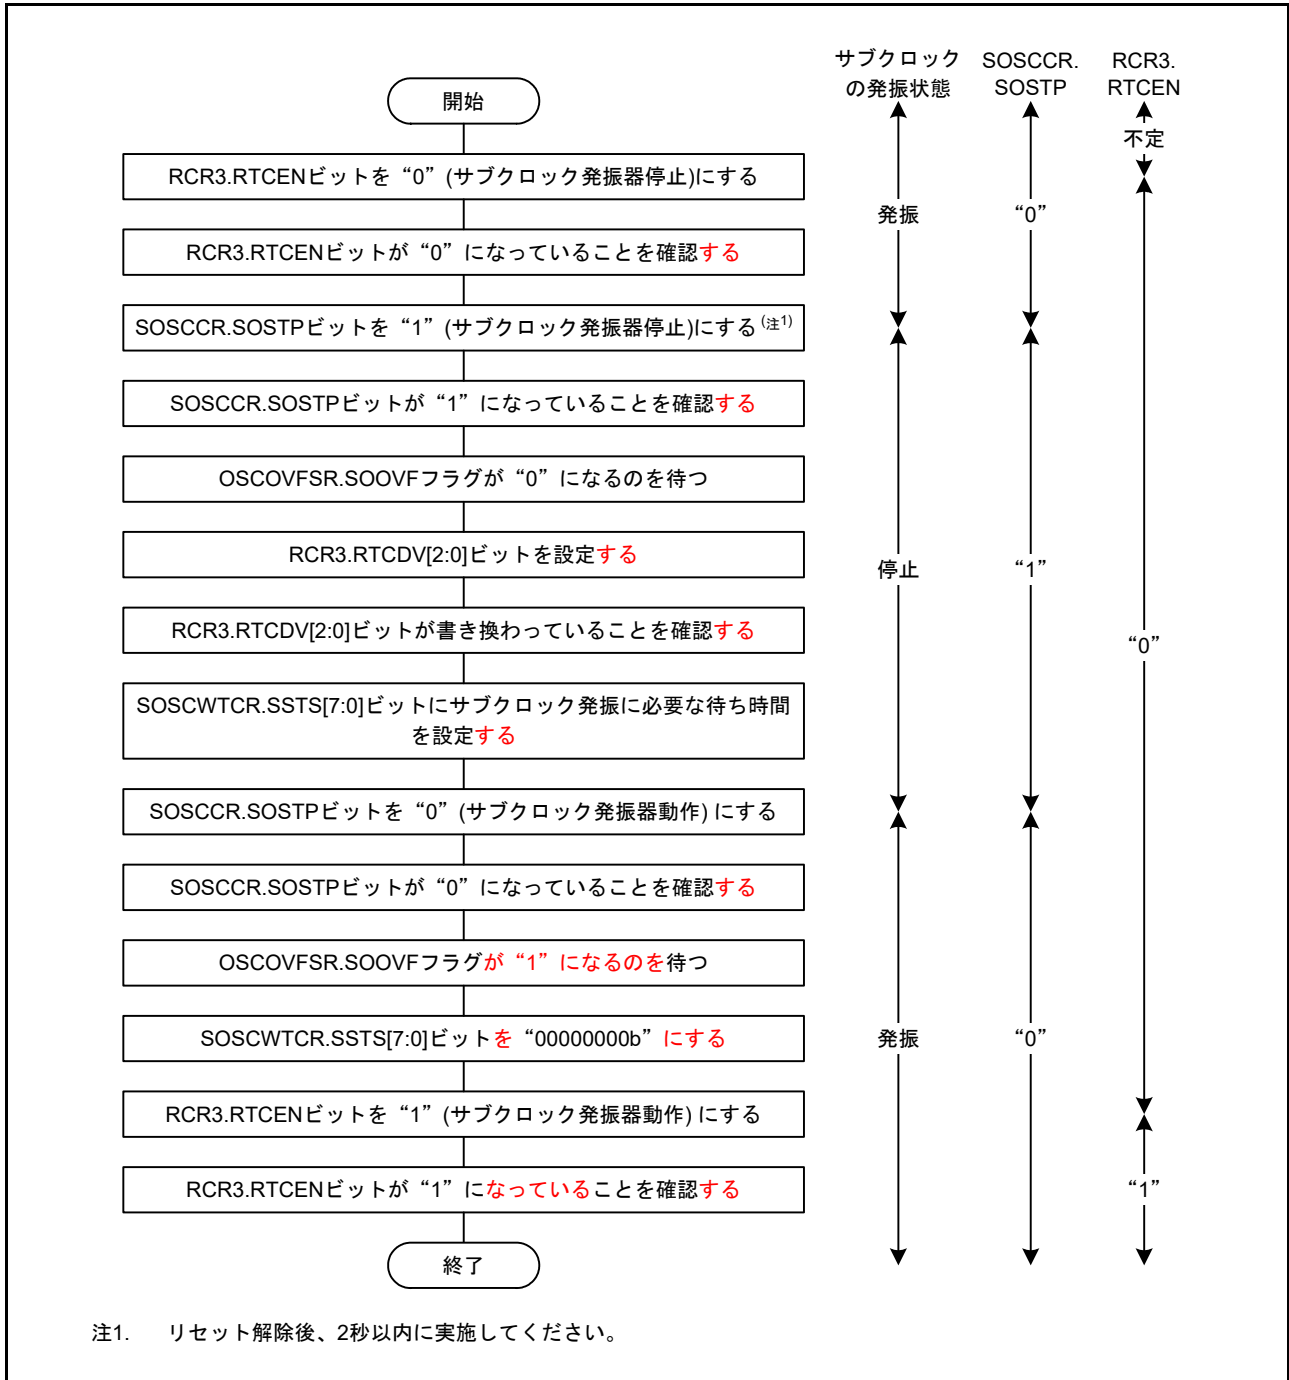 サブクロック
の発振状態
SOSCCR.
SOSTP
RCR3.
RTCEN
開始
不定
RCR3.RTCENビットを“0”(サブクロック発振器停止)にする
発振
“0”
RCR3.RTCENビットが“0”になっていることを確認する
SOSCCR.SOSTPビットを“1”(サブクロック発振器停止)にする(注1)
SOSCCR.SOSTPビットが“1”になっていることを確認する
OSCOVFSR.SOOVFフラグが“0”になるのを待つ
RCR3.RTCDV[2:0]ビットを設定する
停止
“1”
RCR3.RTCDV[2:0]ビットが書き換わっていることを確認する
“0”
SOSCWTCR.SSTS[7:0]ビットにサブクロック発振に必要な待ち時間
を設定する
SOSCCR.SOSTPビットを“0”(サブクロック発振器動作) にする
SOSCCR.SOSTPビットが“0”になっていることを確認する
OSCOVFSR.SOOVFフラグが“1”になるのを待つ
SOSCWTCR.SSTS[7:0]ビットを“00000000b”にする
発振
“0”
RCR3.RTCENビットを“1”(サブクロック発振器動作) にする
RCR3.RTCENビットが“1”になっていることを確認する
“1”
終了
注1. リセット解除後、2秒以内に実施してください。